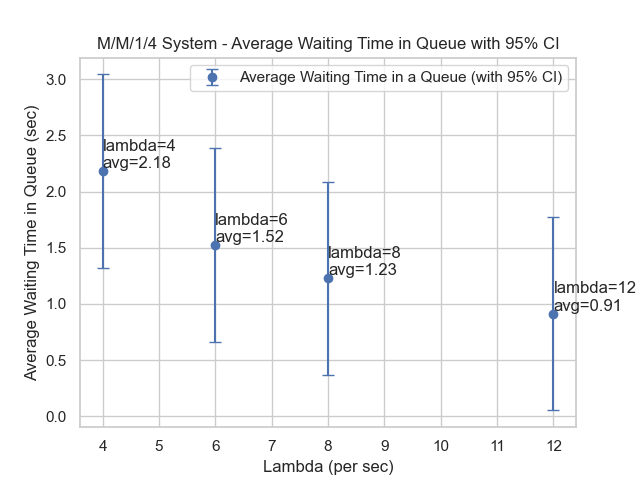 M/M/1/4 System - Average Waiting Time in Queue with 95% CI
Average Waiting Time in a Queue (with 95% CI)
Average Waiting Time in Queue (sec)
3.0
2.5
2.0
1.5
1.0
0.5
0.0
lambda=4
avg=2.18
lambda=6
avg=1.52
lambda=8
avg=1.23
lambda=12
avg=0.91
4 5 6 7 8 9 10 11 12
Lambda (per sec)